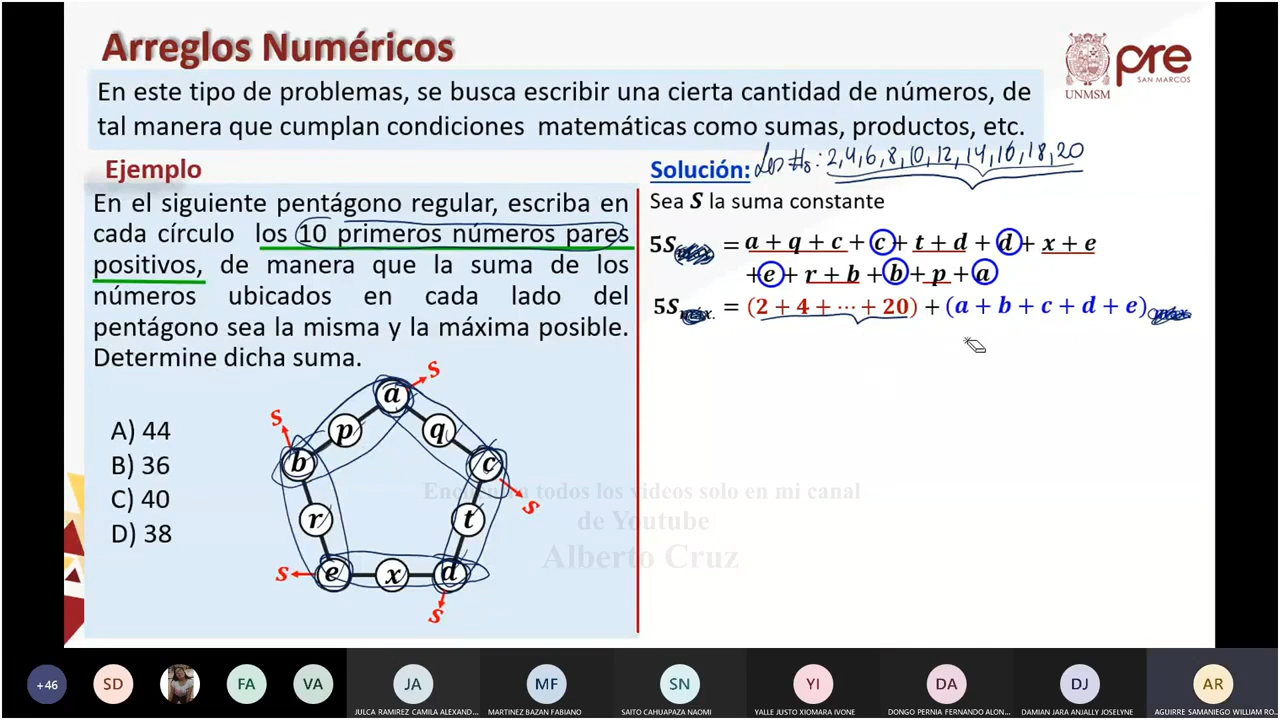 Arreglos Numéricos
UNMSM
pre
SAN MARCOS
En este tipo de problemas, se busca escribir una cierta cantidad de números, de
tal manera que cumplan condiciones matemáticas como sumas, productos, etc.
Ejemplo
En el siguiente pentágono regular, escriba en
cada círculo los 10 primeros números pares
positivos, de manera que la suma de los
números ubicados en cada lado del
pentágono sea la misma y la máxima posible.
Determine dicha suma.
A) 44
B) 36
C) 40
D) 38
s
a
s
p
q
b
c
s
r
t
s
e
x
d
s
Solución:
Los #s: 2,4,6,8,10,12,14,16,18,20
Sea S la suma constante
5S = a + q + c + c + t + d + d + x + e
+e + r + b + b + p + a
5S = (2 + 4 + ⋯ + 20) + (a + b + c + d + e)
Encuentra todos los videos solo en mi canal
de Youtube
Alberto Cruz
+46
SD
FA
VA
JA
JULCA RAMIREZ CAMILA ALEXAND...
MF
MARTINEZ BAZAN FABIANO
SN
SAITO CAHUAPAZA NAOMI
YI
YALLE JUSTO XIOMARA IVONE
DA
DONGO PERNIA FERNANDO ALON...
DJ
DAMIAN JARA ANJALLY JOSELYNE
AR
AGUIRRE SAMANIEGO WILLIAM RO...